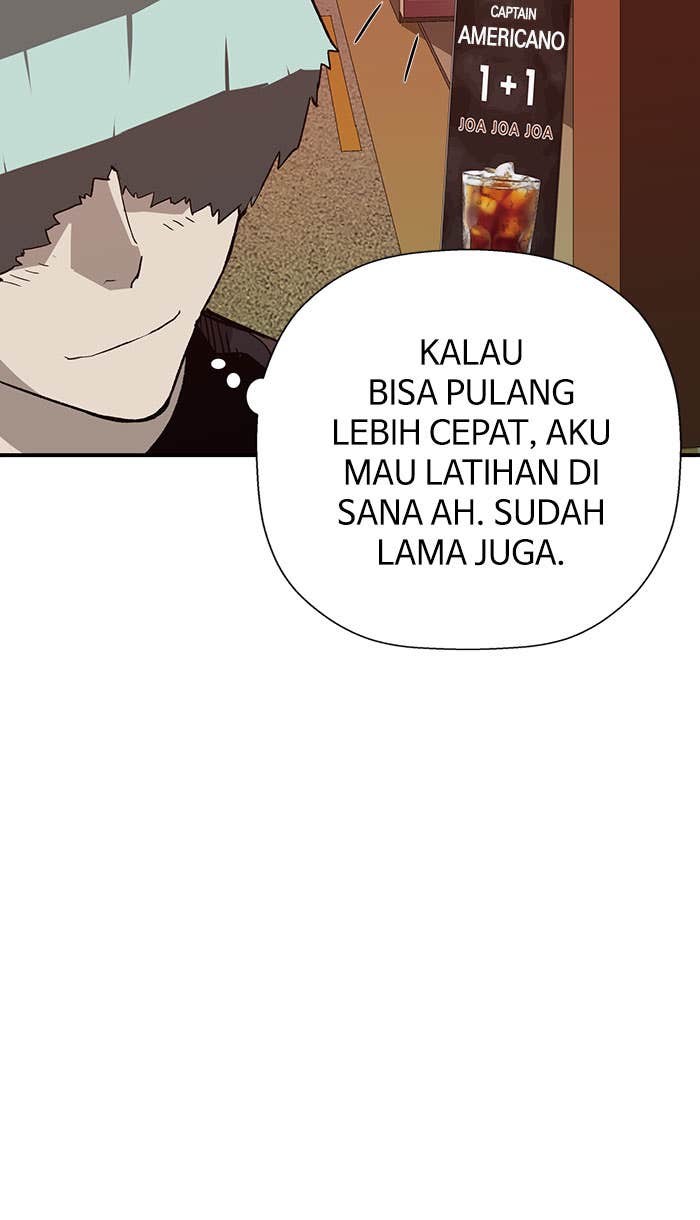 CAPTAIN
AMERICANO
1+1
JOA JOA JOA
KALAU
BISA PULANG
LEBIH CEPAT, AKU
MAU LATIHAN DI
SANA AH. SUDAH
LAMA JUGA.